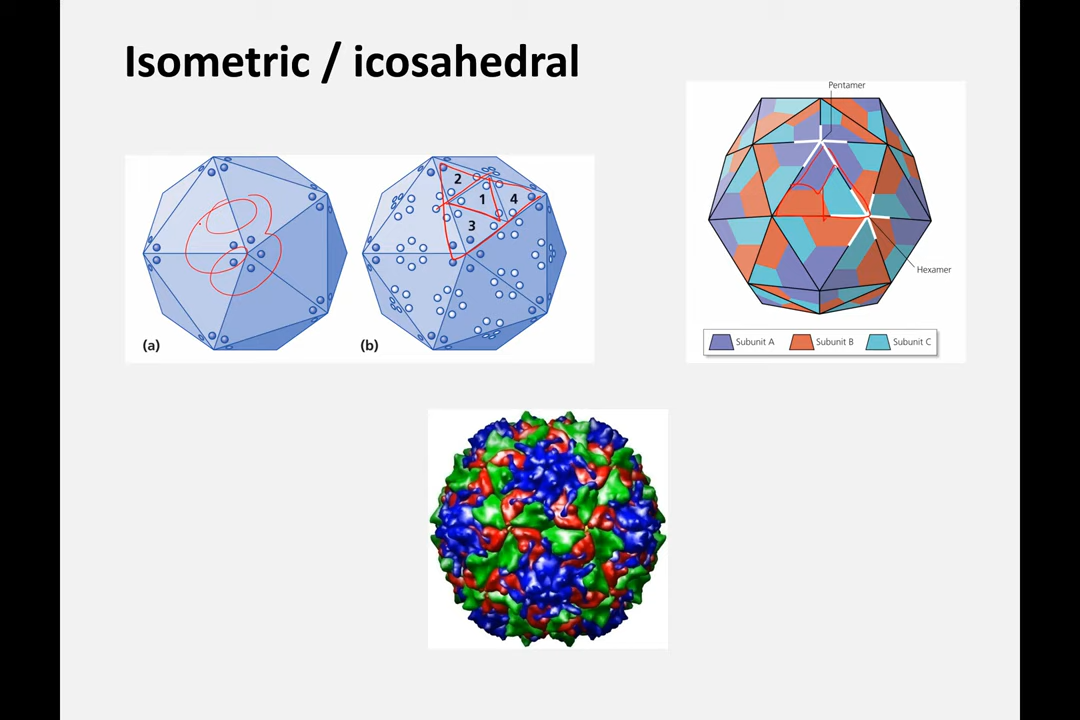 Isometric / icosahedral
Pentamer
2
1
4
3
Hexamer
(a)
(b)
Subunit A
Subunit B
Subunit C